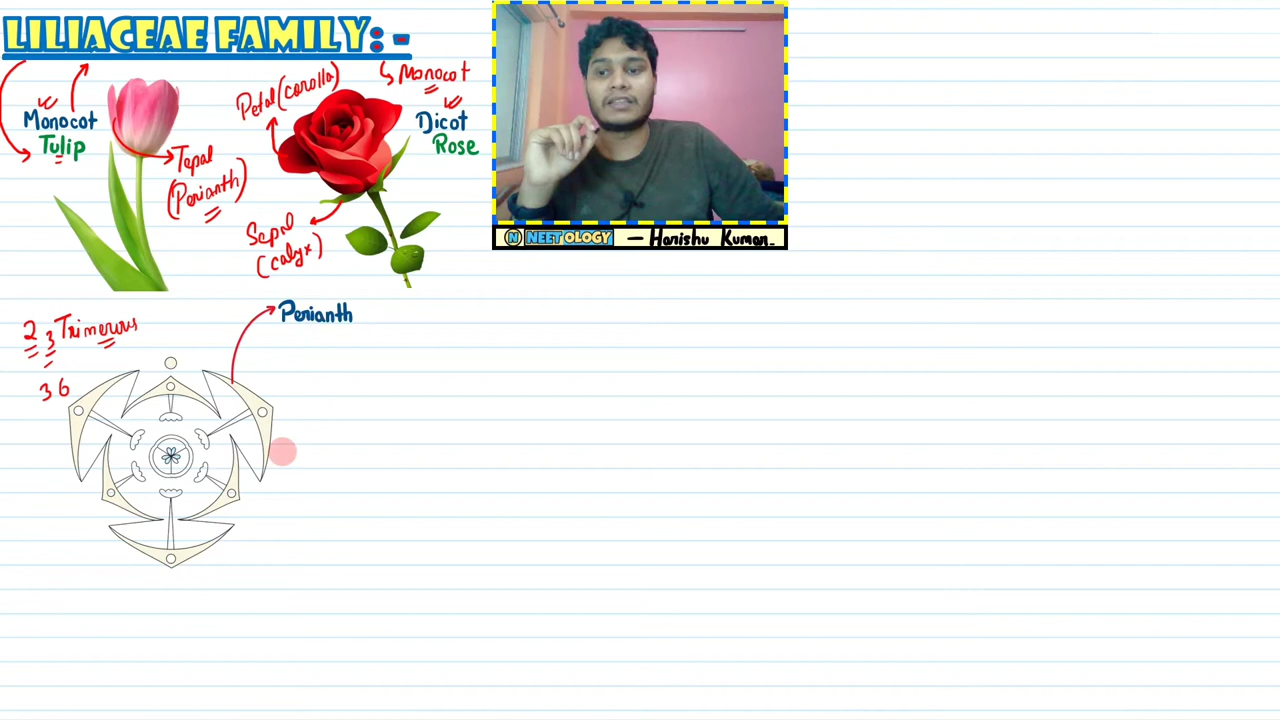 LILIACEAE FAMILY:-
Monocot
Petal (corolla)
Monocot
Tulip
Dicot
Rose
Tepal
(Perianth)
Sepal
(calyx)
N NEETOLOGY — Harishu Kumar
Perianth
2 3 Trimerous
3 6